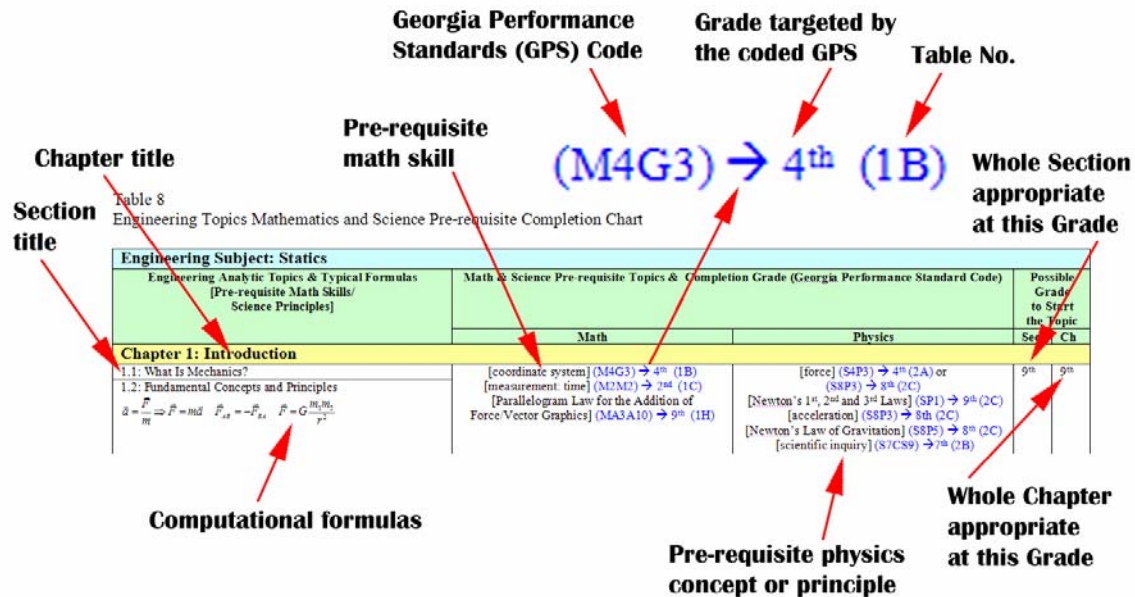 Georgia Performance
Standards (GPS) Code
Grade targeted by
the coded GPS
Table No.
Pre-requisite
math skill
Chapter title
(M4G3) → 4th (1B)
Whole Section
appropriate
at this Grade
Section
title
Table 8
Engineering Topics Mathematics and Science Pre-requisite Completion Chart
Engineering Subject: Statics
Engineering Analytic Topics & Typical Formulas
[Pre-requisite Math Skills/
Science Principles]
Math & Science Pre-requisite Topics & Completion Grade (Georgia Performance Standard Code)
Possible
Grade
to Start
the Topic
Math
Physics
Sec
Ch
Chapter 1: Introduction
1.1: What Is Mechanics?
1.2: Fundamental Concepts and Principles
a⃗ = F⃗/m ⇒ F⃗ = ma⃗ F⃗_AB = −F⃗_BA F⃗ = G m₁m₂/r²
[coordinate system] (M4G3) → 4th (1B)
[measurement: time] (M2M2) → 2nd (1C)
[Parallelogram Law for the Addition of
Force/Vector Graphics] (MA3A10) → 9th (1H)
[force] (S4P3) → 4th (2A) or
(S8P3) → 8th (2C)
[Newton's 1st, 2nd and 3rd Laws] (SP1) → 9th (2C)
[acceleration] (S8P3) → 8th (2C)
[Newton's Law of Gravitation] (S8P5) → 8th (2C)
[scientific inquiry] (S7CS9) →7th (2B)
9th
9th
Computational formulas
Pre-requisite physics
concept or principle
Whole Chapter
appropriate
at this Grade